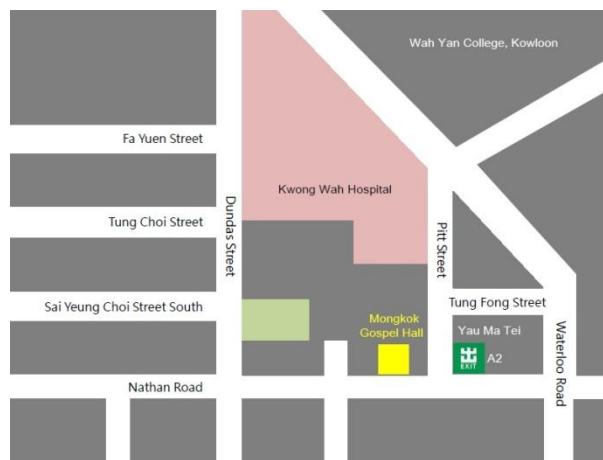 Wah Yan College, Kowloon
Fa Yuen Street
Kwong Wah Hospital
Tung Choi Street
Dundas Street
Pitt Street
Sai Yeung Choi Street South
Tung Fong Street
Mongkok
Gospel Hall
Yau Ma Tei
EXIT
A2
Waterloo Road
Nathan Road